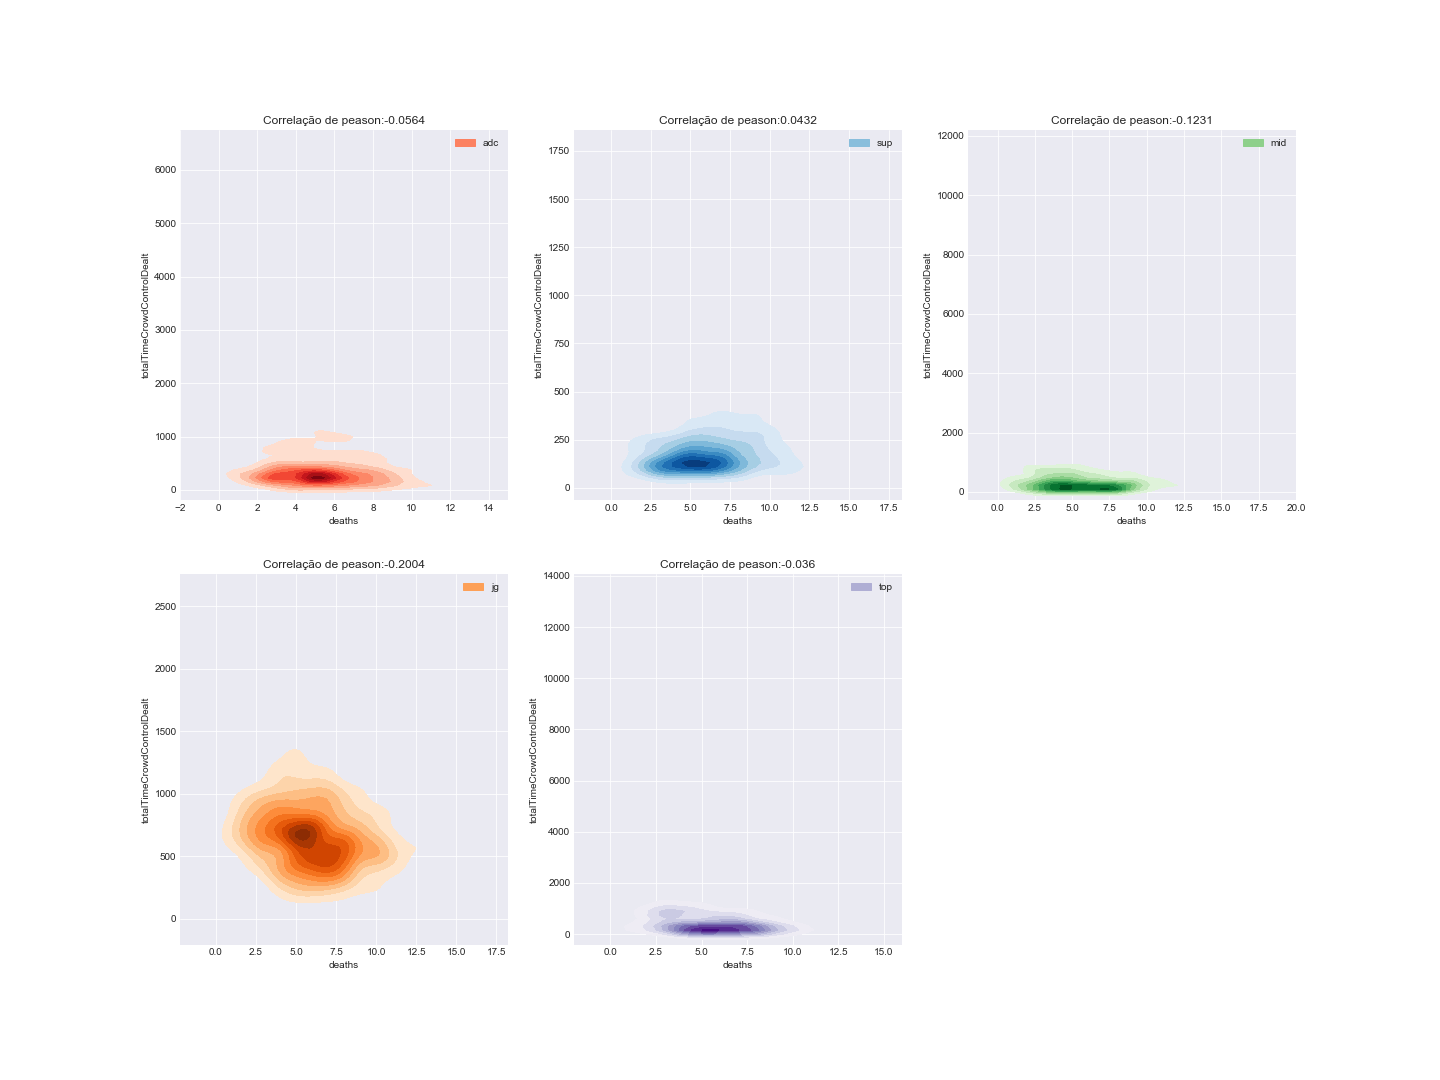 Correlação de peason:-0.0564
adc
6000
5000
4000
3000
2000
1000
0
totalTimeCrowdControlDealt
−2 0 2 4 6 8 10 12 14
deaths
Correlação de peason:0.0432
sup
1750
1500
1250
1000
750
500
250
0
totalTimeCrowdControlDealt
0.0 2.5 5.0 7.5 10.0 12.5 15.0 17.5
deaths
Correlação de peason:-0.1231
mid
12000
10000
8000
6000
4000
2000
0
totalTimeCrowdControlDealt
0.0 2.5 5.0 7.5 10.0 12.5 15.0 17.5 20.0
deaths
Correlação de peason:-0.2004
jg
2500
2000
1500
1000
500
0
totalTimeCrowdControlDealt
0.0 2.5 5.0 7.5 10.0 12.5 15.0 17.5
deaths
Correlação de peason:-0.036
top
14000
12000
10000
8000
6000
4000
2000
0
totalTimeCrowdControlDealt
0.0 2.5 5.0 7.5 10.0 12.5 15.0
deaths